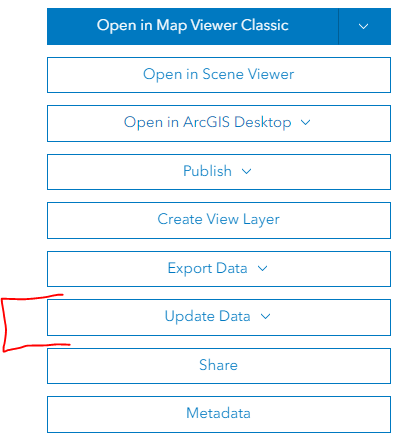 Open in Map Viewer Classic
Open in Scene Viewer
Open in ArcGIS Desktop
Publish
Create View Layer
Export Data
Update Data
Share
Metadata